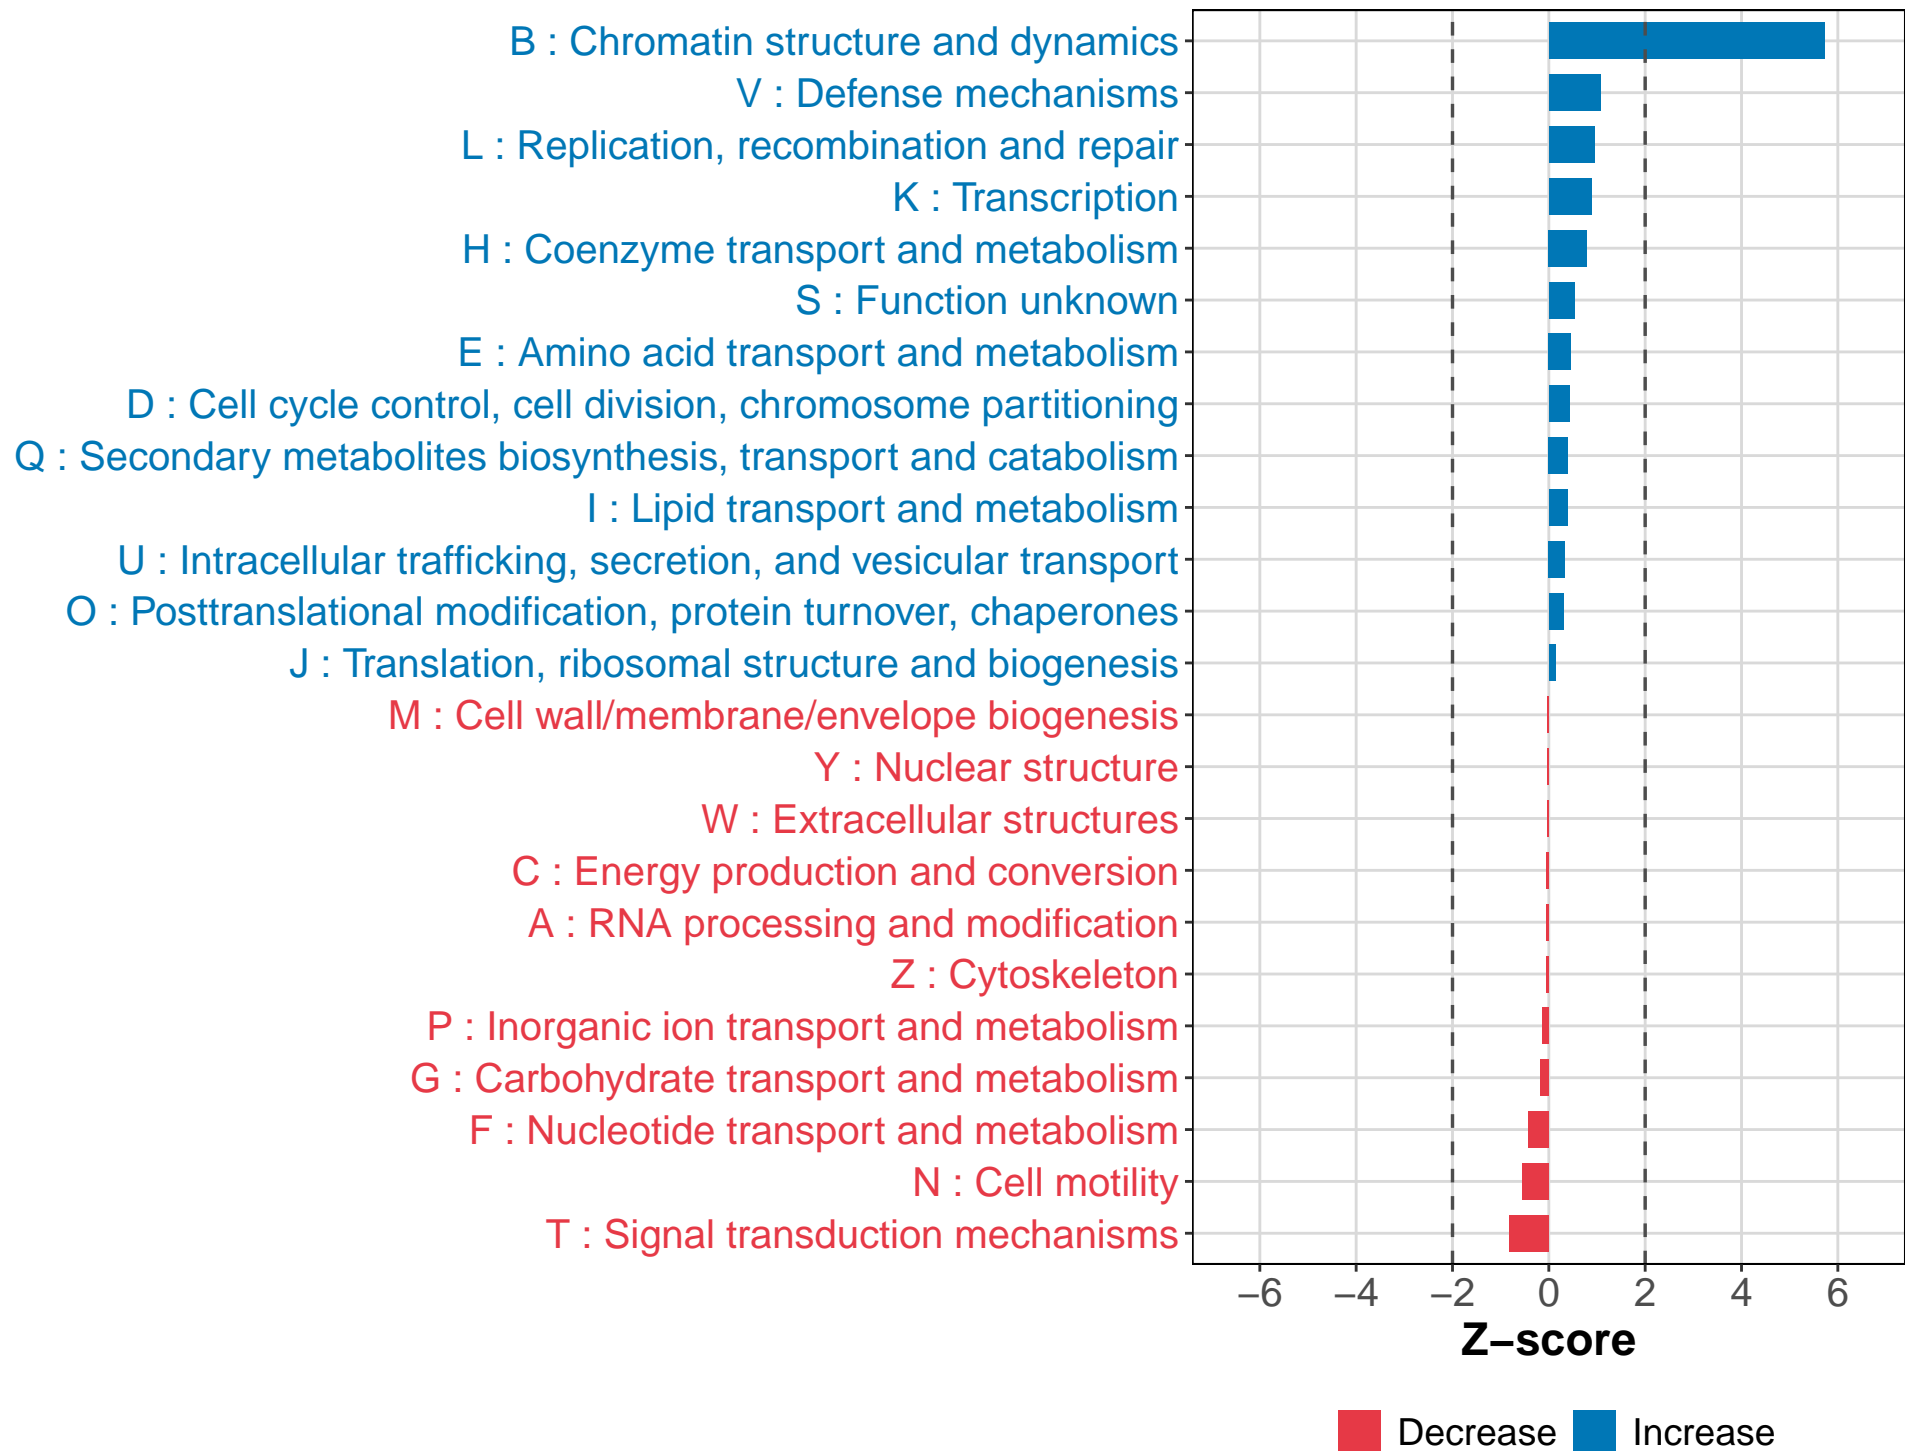 B : Chromatin structure and dynamics
V : Defense mechanisms
L : Replication, recombination and repair
K : Transcription
H : Coenzyme transport and metabolism
S : Function unknown
E : Amino acid transport and metabolism
D : Cell cycle control, cell division, chromosome partitioning
Q : Secondary metabolites biosynthesis, transport and catabolism
I : Lipid transport and metabolism
U : Intracellular trafficking, secretion, and vesicular transport
O : Posttranslational modification, protein turnover, chaperones
J : Translation, ribosomal structure and biogenesis
M : Cell wall/membrane/envelope biogenesis
Y : Nuclear structure
W : Extracellular structures
C : Energy production and conversion
A : RNA processing and modification
Z : Cytoskeleton
P : Inorganic ion transport and metabolism
G : Carbohydrate transport and metabolism
F : Nucleotide transport and metabolism
N : Cell motility
T : Signal transduction mechanisms
−6 −4 −2 0 2 4 6
Z−score
Decrease Increase